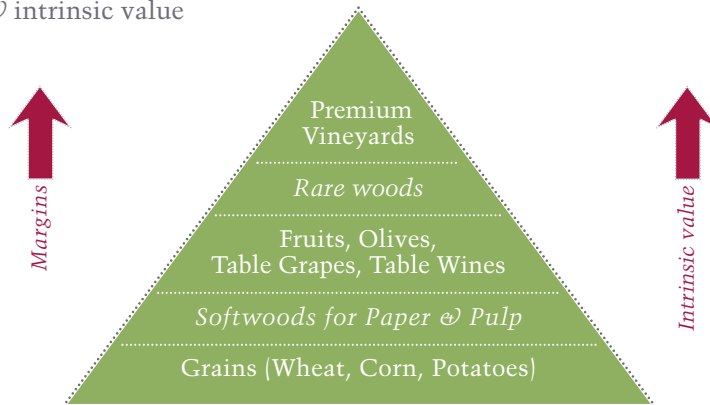 & intrinsic value
Premium
Vineyards
Rare woods
Fruits, Olives,
Table Grapes, Table Wines
Softwoods for Paper & Pulp
Grains (Wheat, Corn, Potatoes)
Margins
Intrinsic value